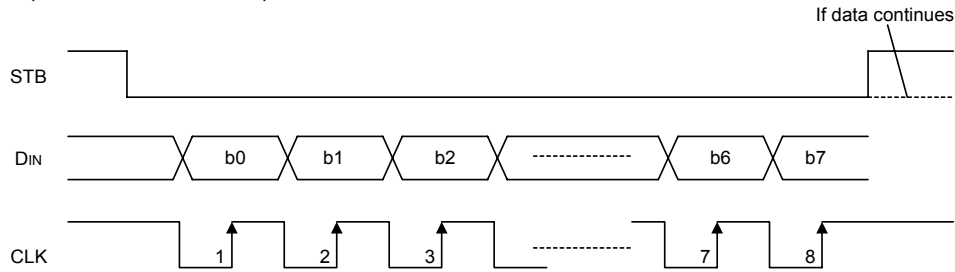 If data continues
STB
DIN
b0 b1 b2 b6 b7
CLK
1 2 3 7 8